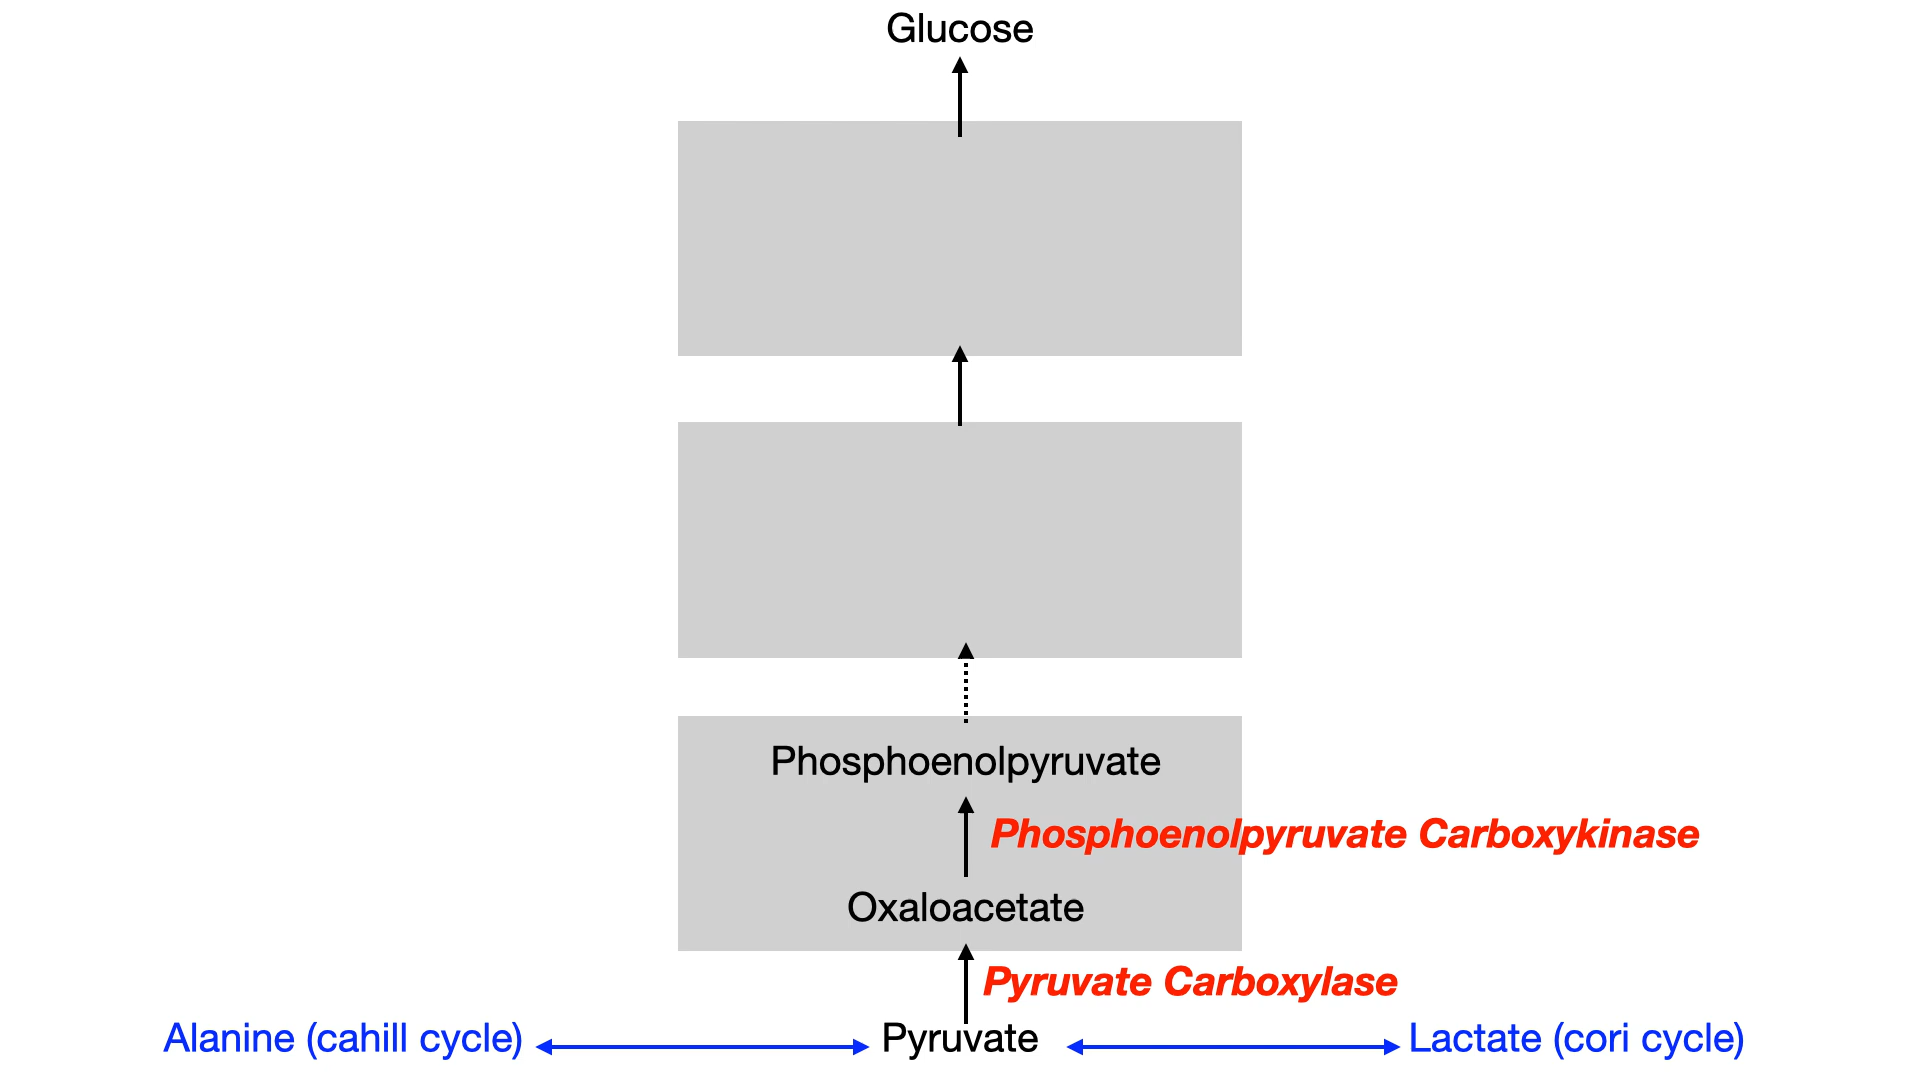 Glucose
Phosphoenolpyruvate
Phosphoenolpyruvate Carboxykinase
Oxaloacetate
Pyruvate Carboxylase
Alanine (cahill cycle)
Pyruvate
Lactate (cori cycle)